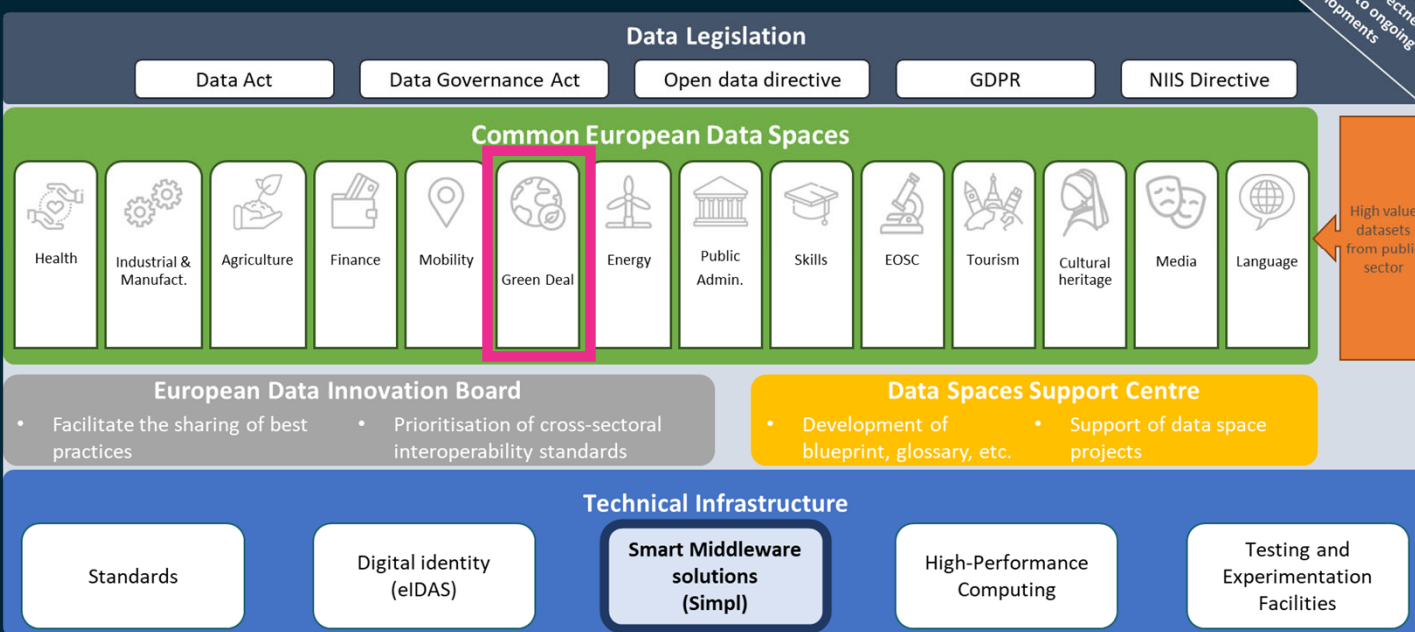 to ongoing
Data Legislation
Data Act
Data Governance Act
Open data directive
GDPR
NIIS Directive
Common European Data Spaces
Health
Industrial &
Manufact.
Agriculture
Finance
Mobility
Green Deal
Energy
Public
Admin.
Skills
EOSC
Tourism
Cultural
heritage
Media
Language
High value
datasets
from public
sector
European Data Innovation Board
• Facilitate the sharing of best
practices
• Prioritisation of cross-sectoral
interoperability standards
Data Spaces Support Centre
• Development of
blueprint, glossary, etc.
• Support of data space
projects
Technical Infrastructure
Standards
Digital identity
(eIDAS)
Smart Middleware
solutions
(Simpl)
High-Performance
Computing
Testing and
Experimentation
Facilities